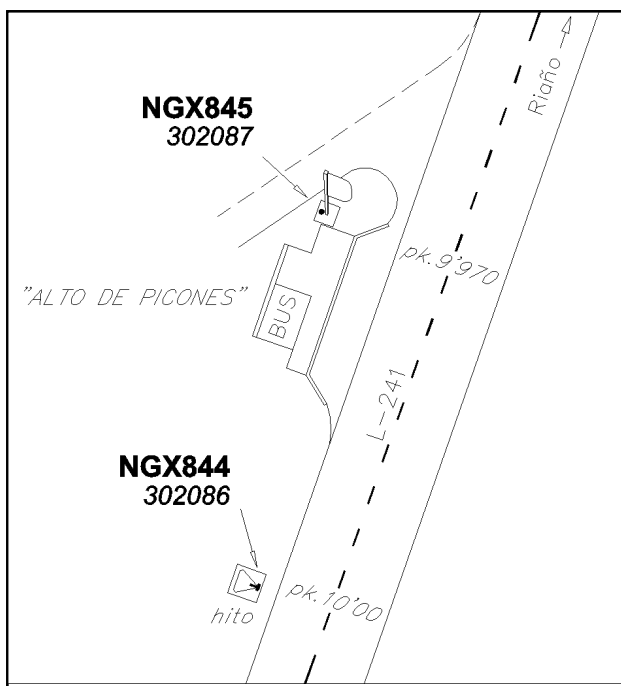 Riaño
NGX845
302087
pk.9'970
"ALTO DE PICONES"
BUS
L-241
NGX844
302086
pk.10'00
hito